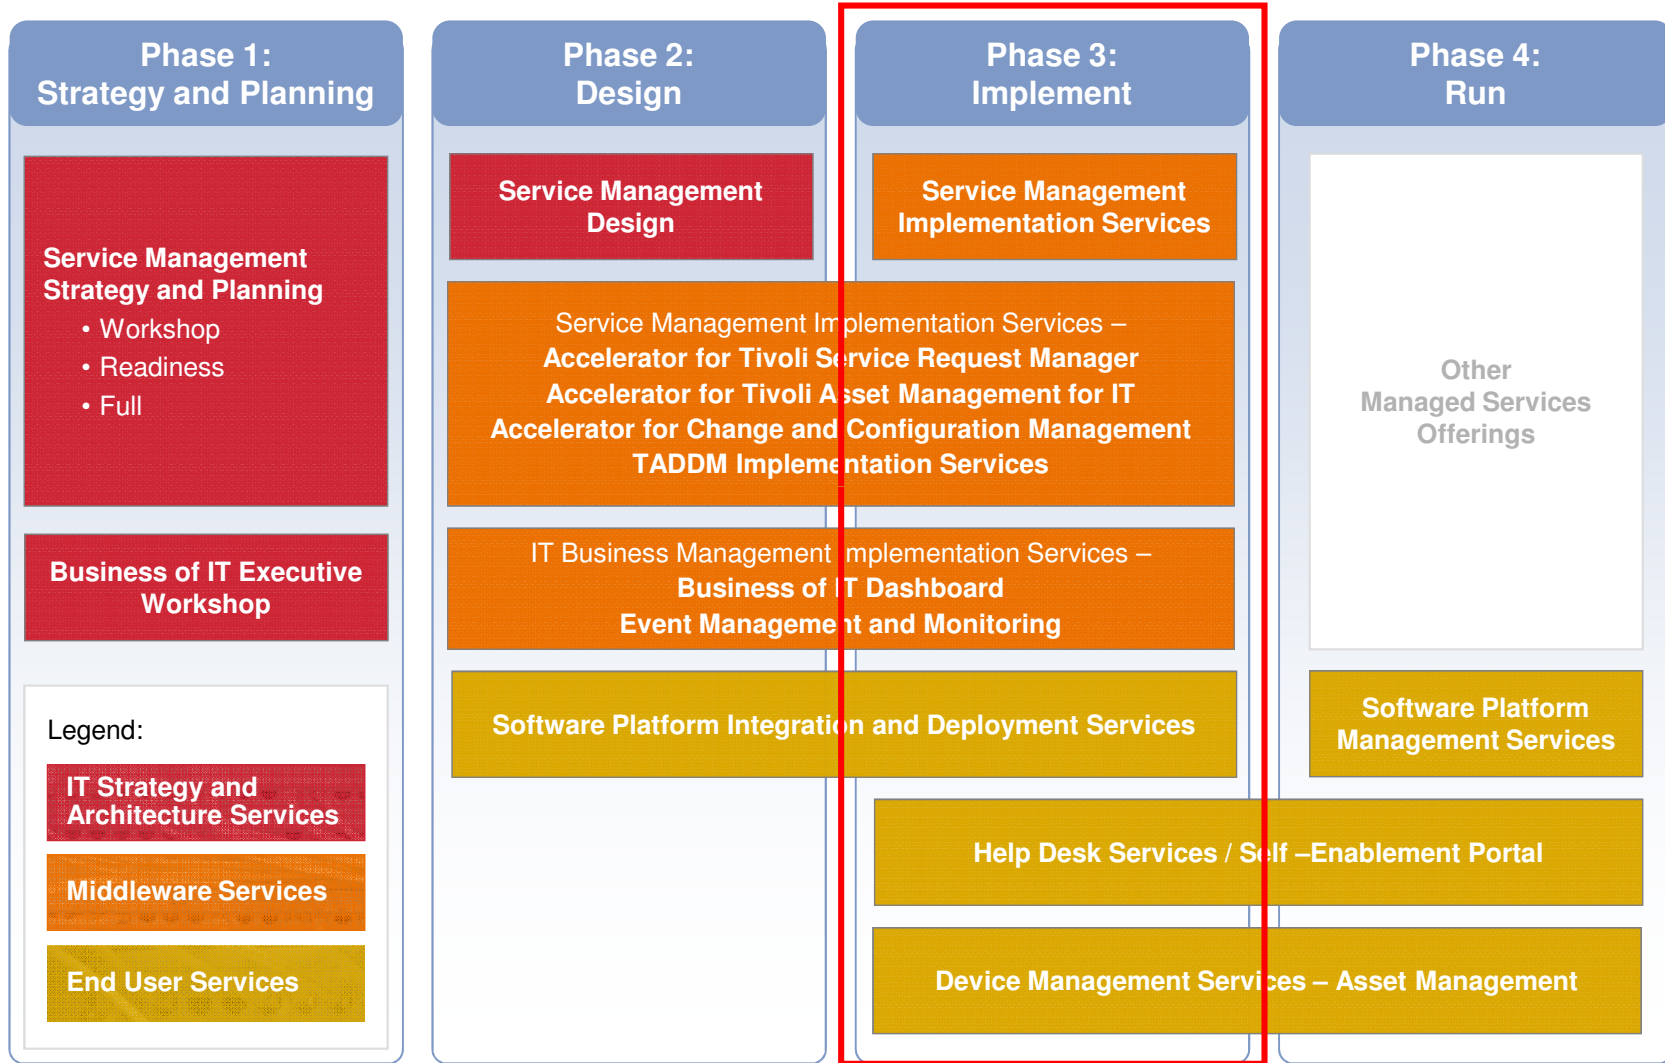 Phase 1:
Strategy and Planning
Service Management
Strategy and Planning
• Workshop
• Readiness
• Full
Business of IT Executive
Workshop
Legend:
IT Strategy and
Architecture Services
Middleware Services
End User Services
Phase 2:
Design
Service Management
Design
Phase 3:
Implement
Service Management
Implementation Services
Service Management Implementation Services –
Accelerator for Tivoli Service Request Manager
Accelerator for Tivoli Asset Management for IT
Accelerator for Change and Configuration Management
TADDM Implementation Services
IT Business Management Implementation Services –
Business of IT Dashboard
Event Management and Monitoring
Software Platform Integration and Deployment Services
Help Desk Services / Self –Enablement Portal
Device Management Services – Asset Management
Phase 4:
Run
Other
Managed Services
Offerings
Software Platform
Management Services